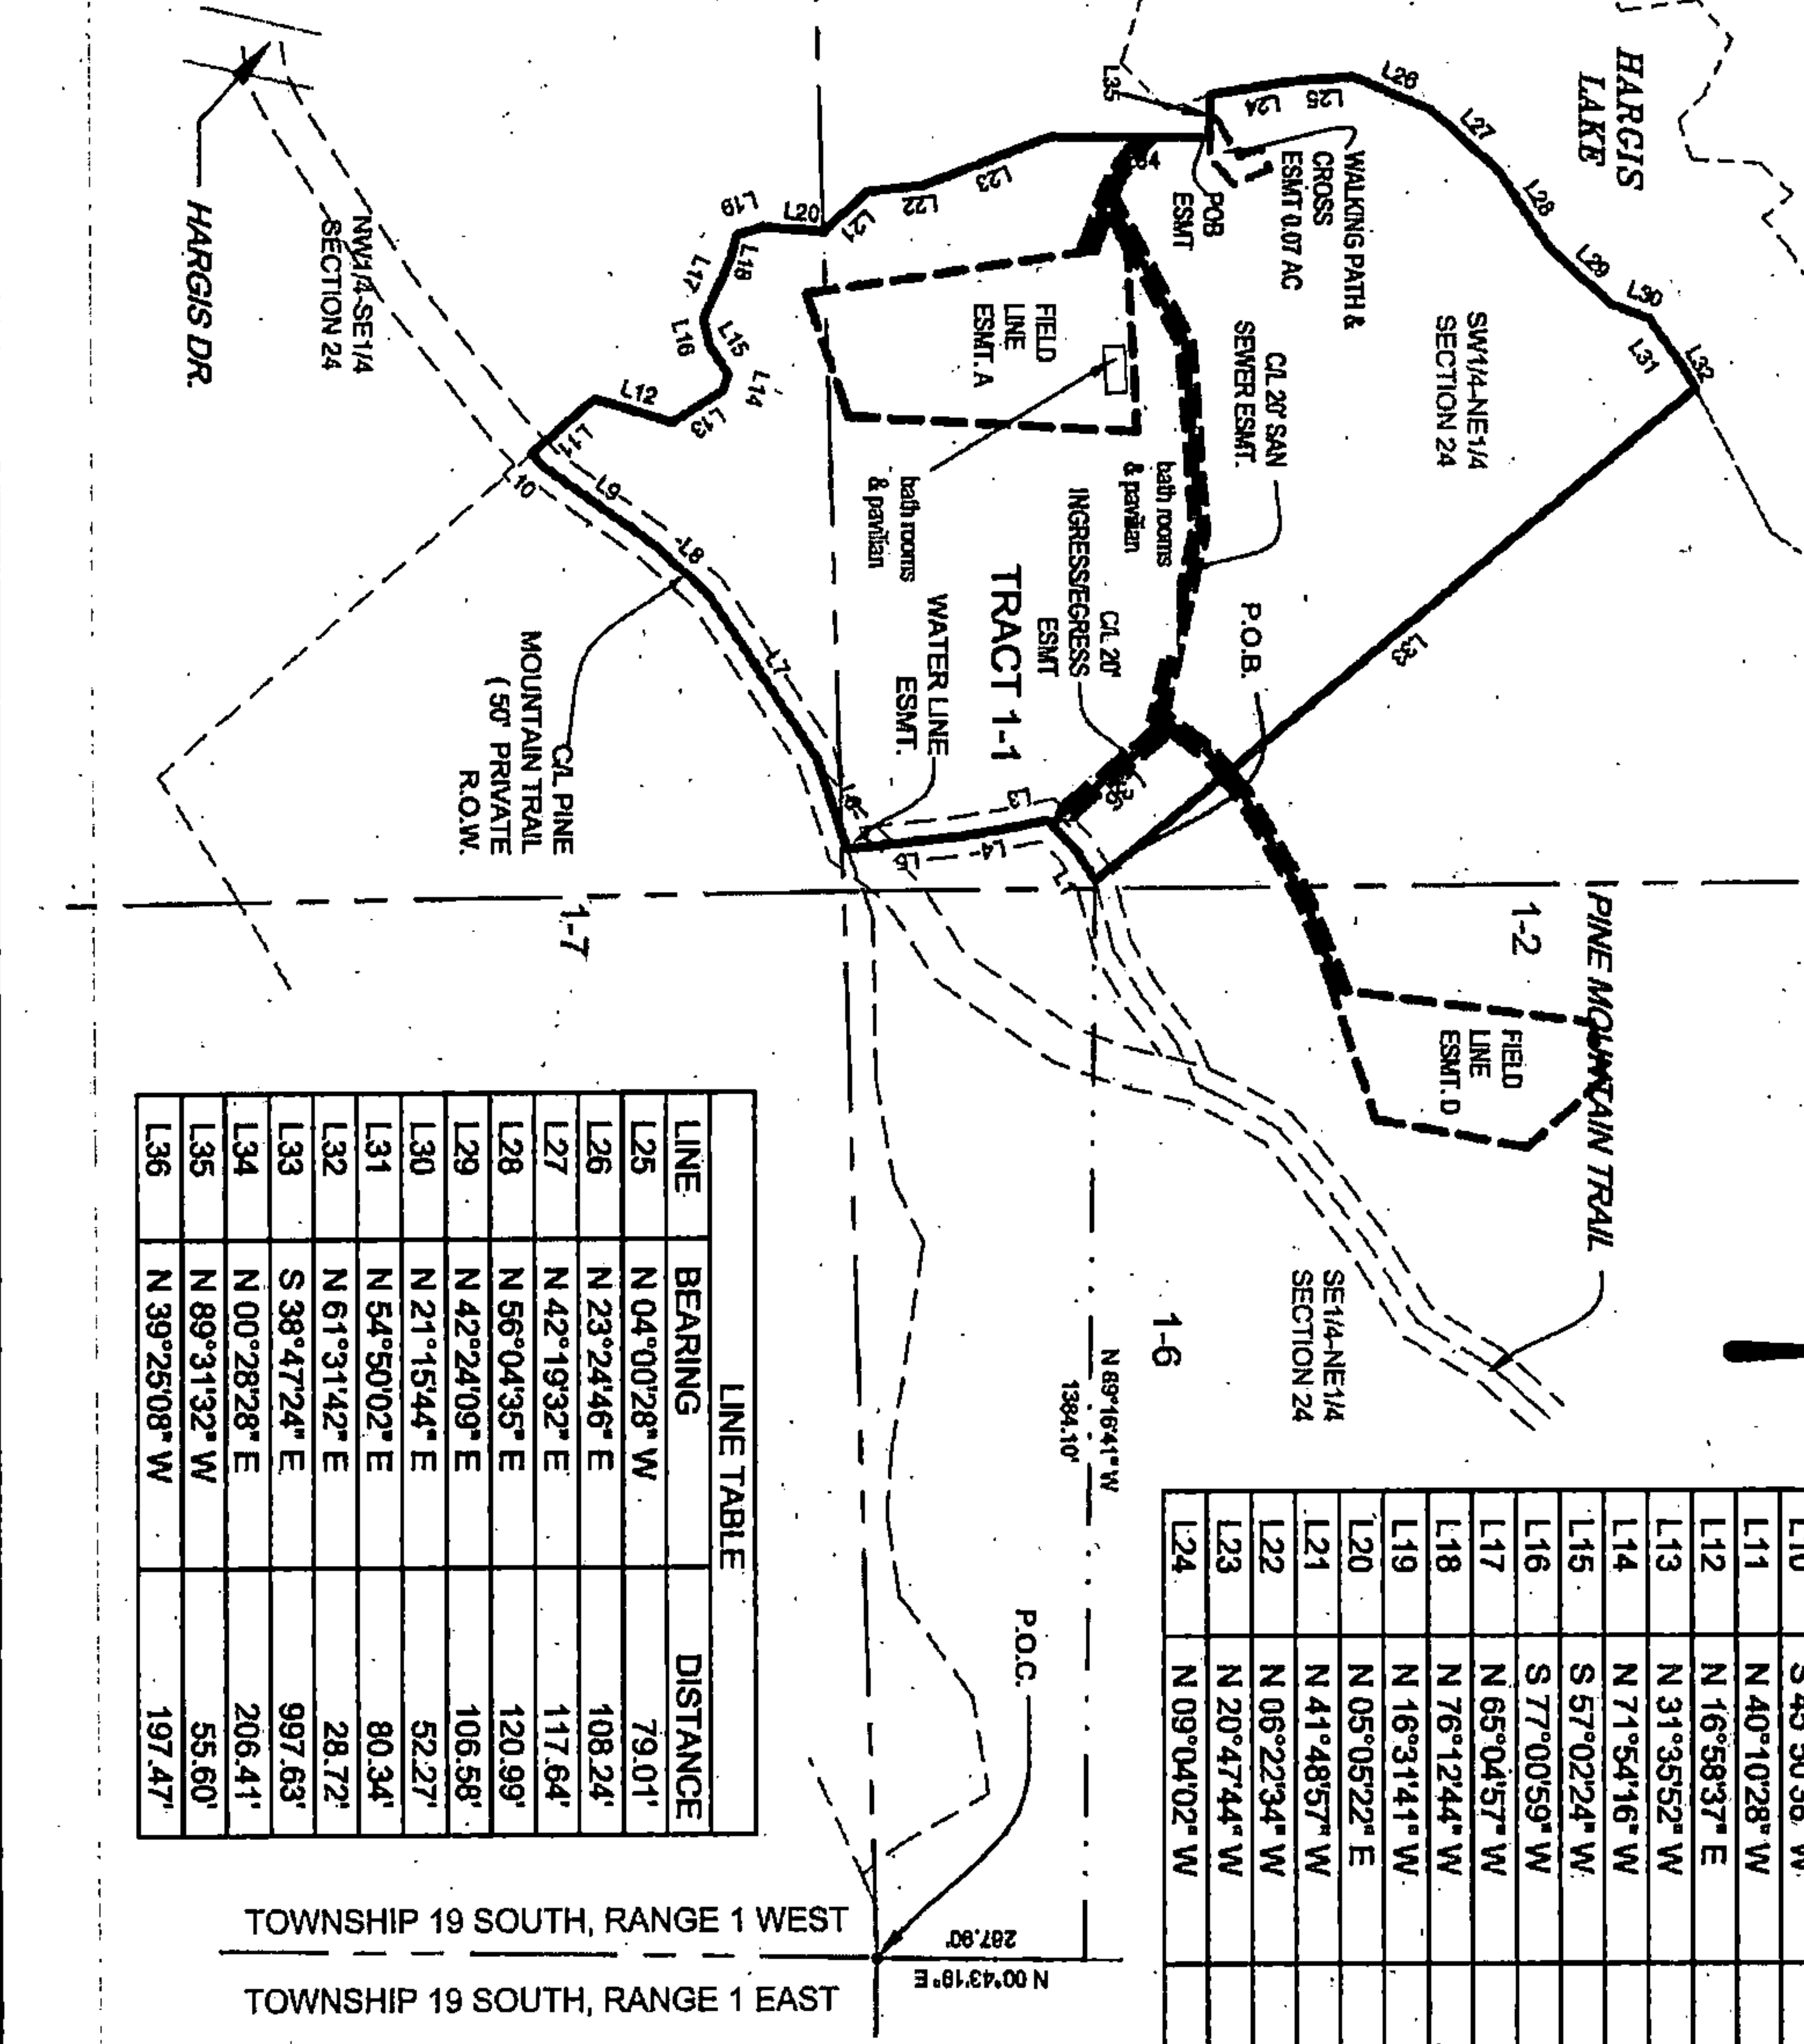 HARGIS
LAKE
L26
L25
L24
L35
L27
L28
L29
L30
L31
L32
L33
WALKING PATH &
CROSS
ESMT 0.07 AC
POB
ESMT
SW1/4-NE1/4
SECTION 24
C/L 20' SAN
SEWER ESMT.
FIELD
LINE
ESMT. A
bath rooms
& pavilian
bath rooms
& pavilian
C/L 20'
INGRESS/EGRESS
ESMT
TRACT 1-1
WATER LINE
ESMT.
P.O.B.
L23
L22
L21
L20
L19
L18
L17
L16
L15
L14
L13
L12
L11
L10
L9
L8
L7
L6
L5
L4
L3
L1
NW1/4-SE1/4
SECTION 24
HARGIS DR.
C/L PINE
MOUNTAIN TRAIL
( 50' PRIVATE
R.O.W.
1-7
1-2
PINE MOUNTAIN TRAIL
FIELD
LINE
ESMT. D
SE1/4-NE1/4
SECTION 24
1-6
N 89°16'41" W
1384.10'
P.O.C.
287.90'
N 00°43'19" E
TOWNSHIP 19 SOUTH, RANGE 1 WEST
TOWNSHIP 19 SOUTH, RANGE 1 EAST
L10 S 45°50'38" W
L11 N 40°10'28" W
L12 N 16°58'37" E
L13 N 31°35'52" W
L14 N 71°54'16" W
L15 S 57°02'24" W
L16 S 77°00'59" W
L17 N 65°04'57" W
L18 N 76°12'44" W
L19 N 16°31'41" W
L20 N 05°05'22" E
L21 N 41°48'57" W
L22 N 06°22'34" W
L23 N 20°47'44" W
L24 N 09°04'02" W
LINE TABLE
LINE BEARING DISTANCE
L25 N 04°00'28" W 79.01'
L26 N 23°24'46" E 108.24'
L27 N 42°19'32" E 117.64'
L28 N 56°04'35" E 120.99'
L29 N 42°24'09" E 106.58'
L30 N 21°15'44" E 52.27'
L31 N 54°50'02" E 80.34'
L32 N 61°31'42" E 28.72'
L33 S 38°47'24" E 997.63'
L34 N 00°28'28" E 206.41'
L35 N 89°31'32" W 55.60'
L36 N 39°25'08" W 197.47'